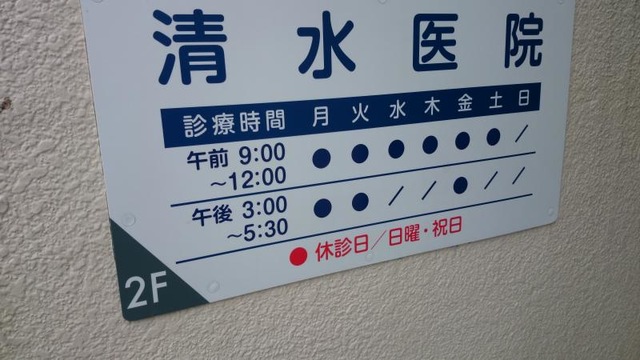 清水医院
診療時間 月 火 水 木 金 土 日
午前 9:00 ● ● ● ● ● ● /
～12:00
午後 3:00 ● ● / / ● / /
～5:30
● 休診日／日曜・祝日
2F